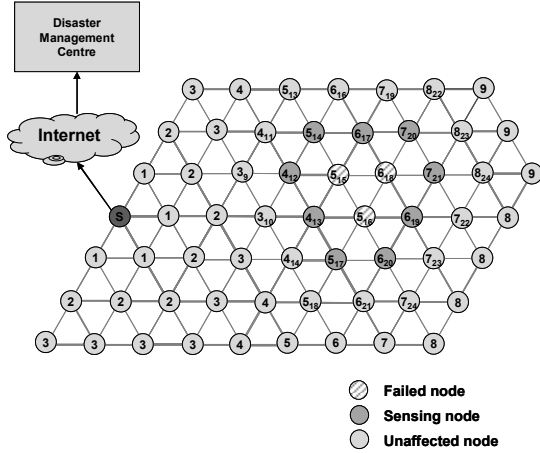 Disaster
Management
Centre
Internet
3 4 5₁₃ 6₁₆ 7₁₉ 8₂₂ 9
2 3 4₁₁ 5₁₄ 6₁₇ 7₂₀ 8₂₃ 9
1 2 3₉ 4₁₂ 5₁₅ 6₁₈ 7₂₁ 8₂₄ 9
S 1 2 3₁₀ 4₁₃ 5₁₆ 6₁₉ 7₂₂ 8
1 1 2 3 4₁₄ 5₁₇ 6₂₀ 7₂₃ 8
2 2 2 3 4 5₁₈ 6₂₁ 7₂₄ 8
3 3 3 3 4 5 6 7 8
Failed node
Sensing node
Unaffected node